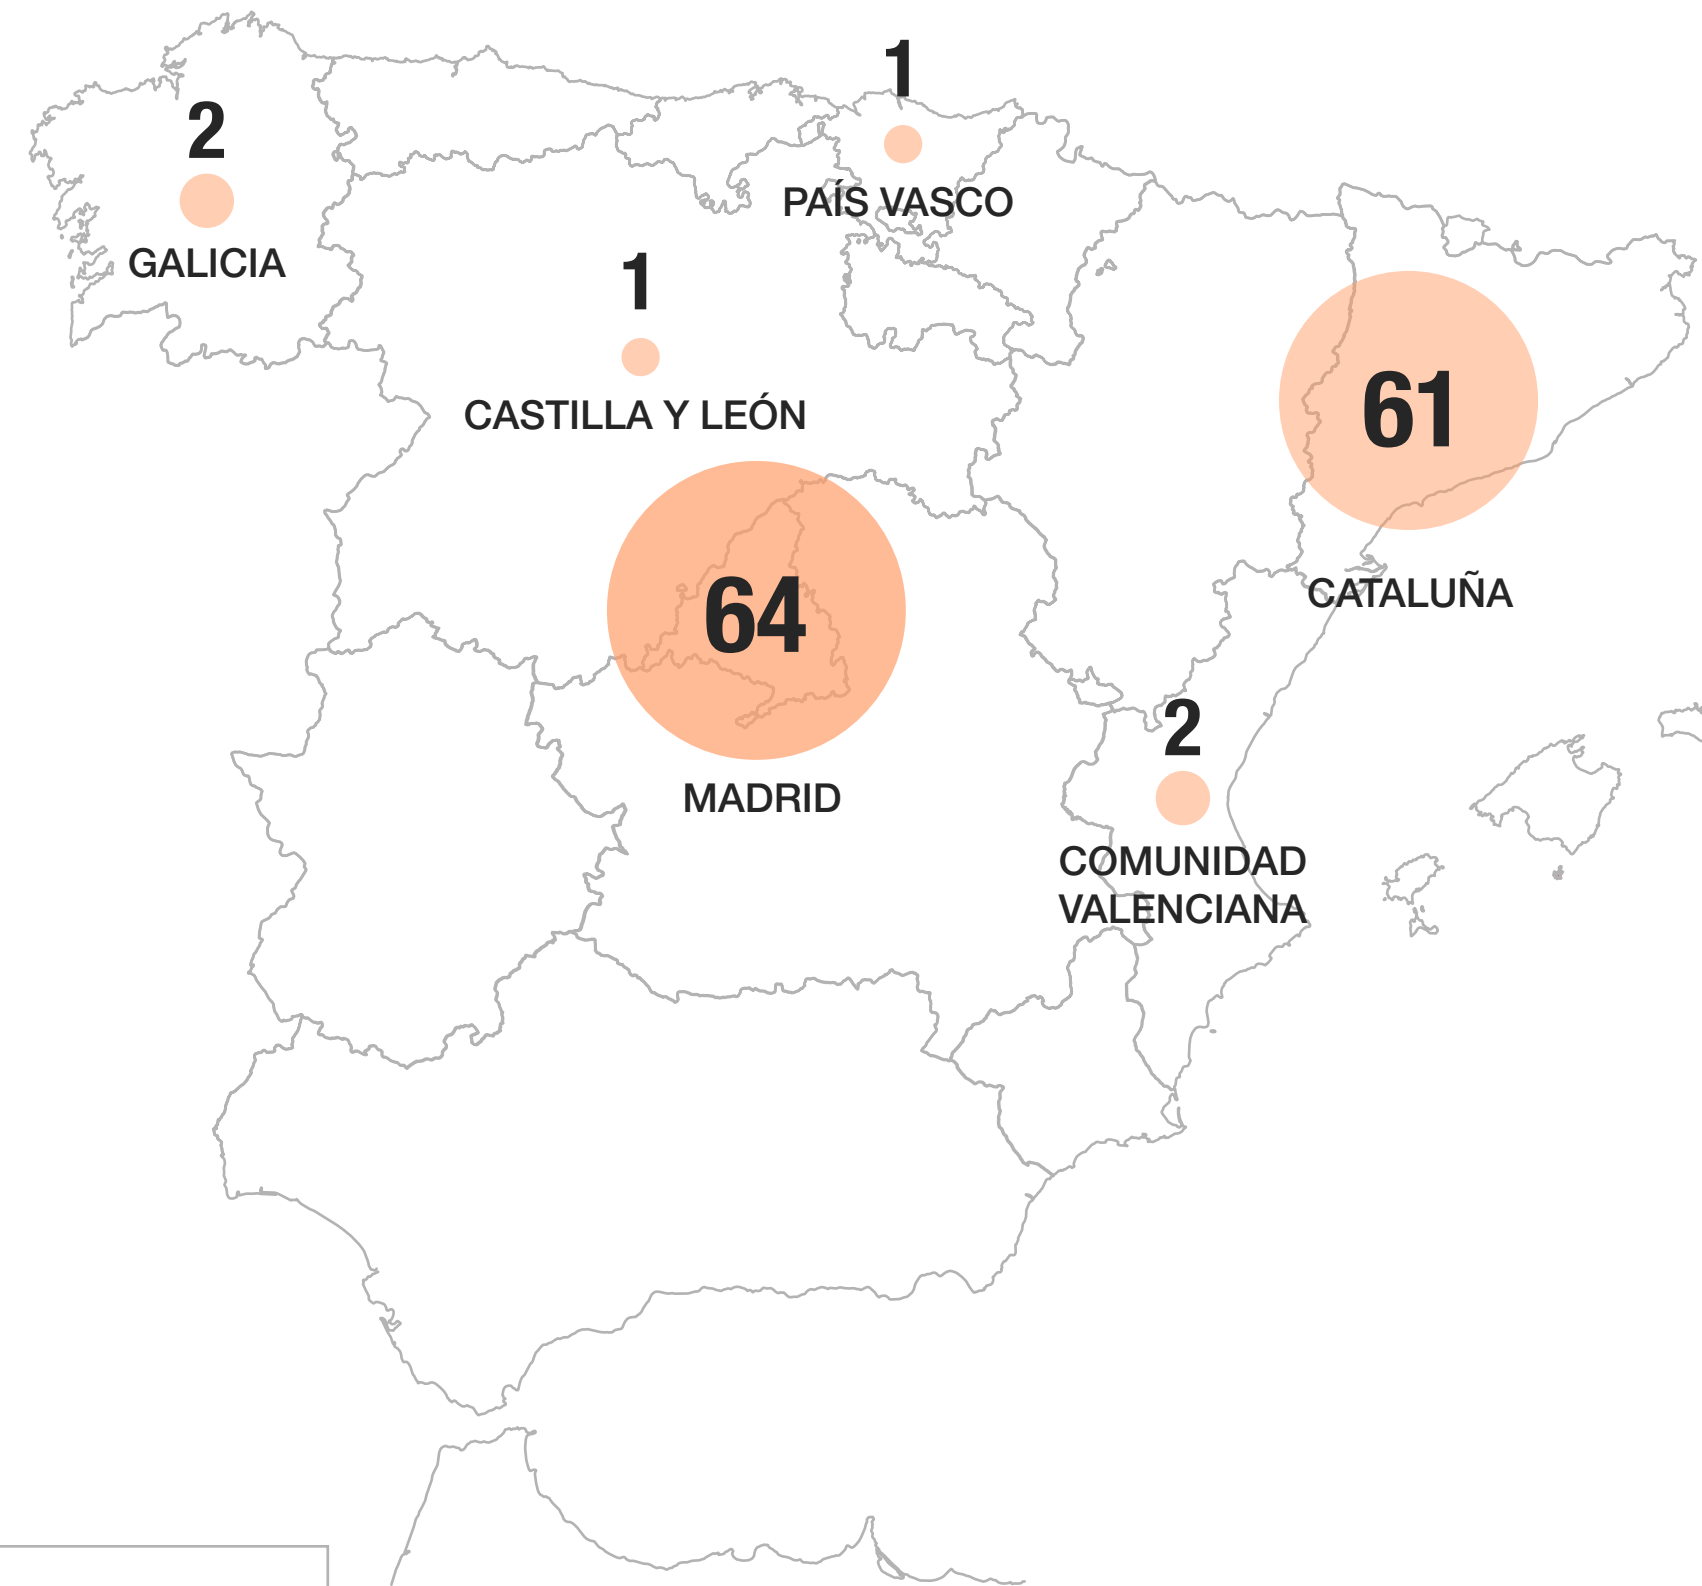 1
PAÍS VASCO
2
GALICIA
1
CASTILLA Y LEÓN
61
CATALUÑA
64
MADRID
2
COMUNIDAD
VALENCIANA